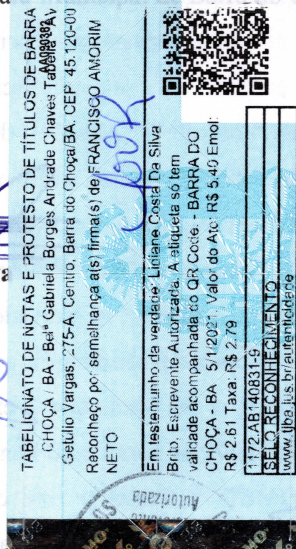 TABELIONATO DE NOTAS E PROTESTO DE TÍTULOS DE BARRA
CHOÇA / BA - Belª Gabriela Borges Andrade Chaves Tabeliã - Av
Getúlio Vargas, 275-A, Centro, Barra do Choça/BA, CEP 45.120-00
Reconheço por semelhança a(s) firma(s) de FRANCISCO AMORIM
NETO
Em testemunho da verdade. Lidiane Costa Da Silva
Brito. Escrevente Autorizada. A etiqueta só tem
validade acompanhada do QR Code. - BARRA DO
CHOÇA - BA 5/1/2021. Valor do Ato: R$ 5.40 Emol:
R$ 2.61 Taxa: R$ 2.79
1172.AB140831-9
SELO RECONHECIMENTO
www.tjba.jus.br/autenticidade
Autorizada